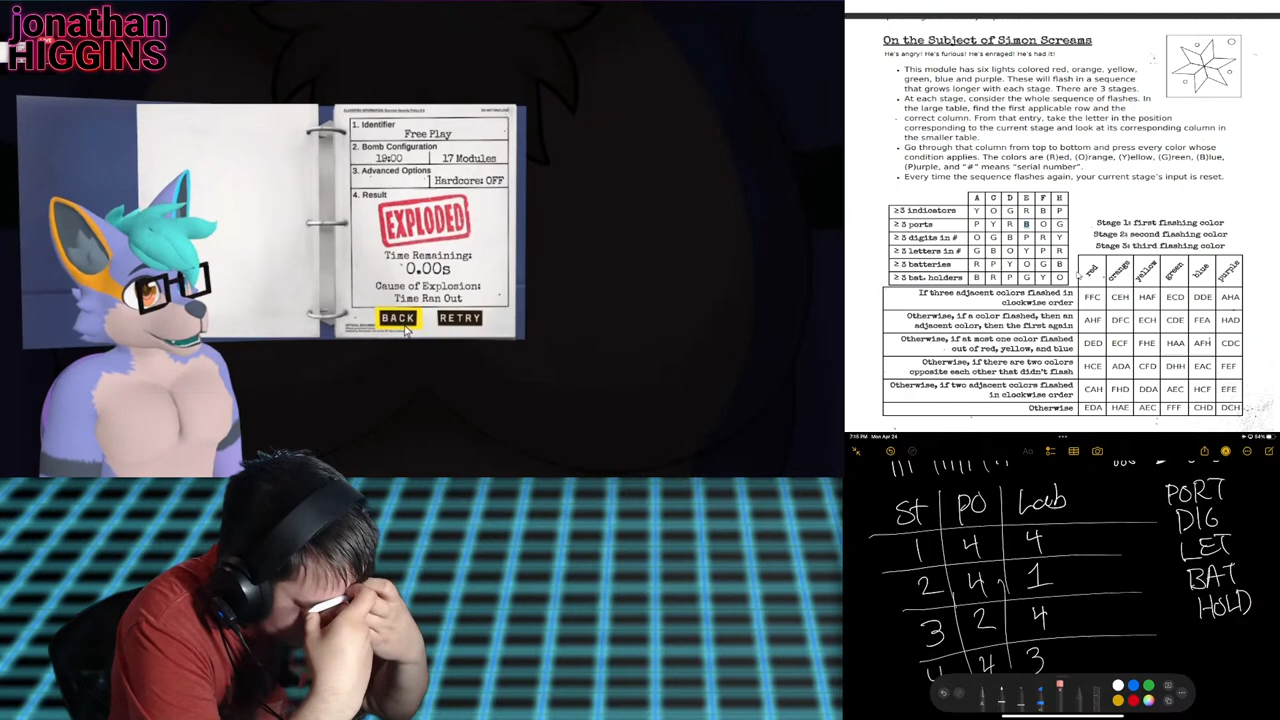 jonathan
LIVE
HIGGINS
1. Identifier
Free Play
2. Bomb Configuration
19:00 17 Modules
3. Advanced Options
Hardcore: OFF
4. Result
EXPLODED
Time Remaining:
0.00s
Cause of Explosion:
Time Ran Out
BACK RETRY
On the Subject of Simon Screams
He's angry! He's furious! He's enraged! He's had it!
• This module has six lights colored red, orange, yellow,
green, blue and purple. These will flash in a sequence
that grows longer with each stage. There are 3 stages.
• At each stage, consider the whole sequence of flashes. In
the large table, find the first applicable row and the
correct column. From that entry, take the letter in the position
corresponding to the current stage and look at its corresponding column in
the smaller table.
• Go through that column from top to bottom and press every color whose
condition applies. The colors are (R)ed, (O)range, (Y)ellow, (G)reen, (B)lue,
(P)urple, and "#" means "serial number".
• Every time the sequence flashes again, your current stage's input is reset.
A C D E F H
≥ 3 indicators Y O G R B P
≥ 3 ports P Y R B O G
≥ 3 digits in # O G B P R Y
≥ 3 letters in # G B O Y P R
≥ 3 batteries R P Y O G B
≥ 3 bat. holders B R P G Y O
Stage 1: first flashing color
Stage 2: second flashing color
Stage 3: third flashing color
red orange yellow green blue purple
If three adjacent colors flashed in
clockwise order FFC CEH HAF ECD DDE AHA
Otherwise, if a color flashed, then an
adjacent color, then the first again AHF DFC ECH CDE FEA HAD
Otherwise, if at most one color flashed
out of red, yellow, and blue DED ECF FHE HAA AFH CDC
Otherwise, if there are two colors
opposite each other that didn't flash HCE ADA CFD DHH EAC FEF
Otherwise, if two adjacent colors flashed
in clockwise order CAH FHD DDA AEC HCF EFE
Otherwise EDA HAE AEC FFF CHD DCH
7:15 PM Mon Apr 24
54%
St PO Lab
1 4 4
2 4 1
3 2 4
4 4 3
PORT
DIG
LET
BAT
HOLD